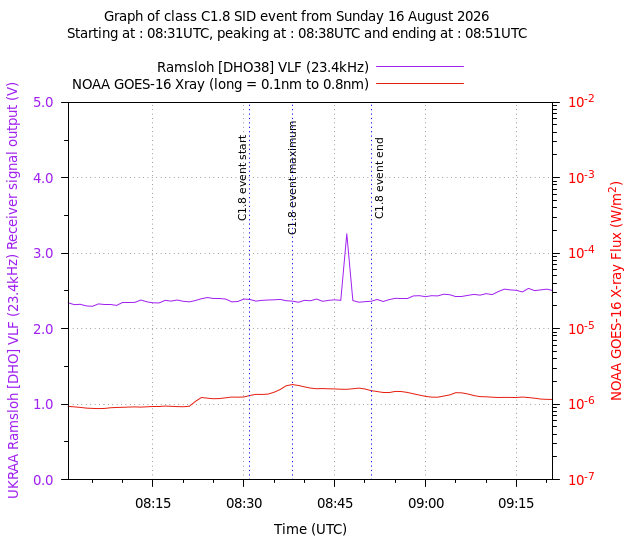 Graph of class C1.8 SID event from Sunday 16 August 2026
Starting at : 08:31UTC, peaking at : 08:38UTC and ending at : 08:51UTC
Ramsloh [DHO38] VLF (23.4kHz)
NOAA GOES-16 Xray (long = 0.1nm to 0.8nm)
UKRAA Ramsloh [DHO] VLF (23.4kHz) Receiver signal output (V)
5.0
4.0
3.0
2.0
1.0
0.0
C1.8 event start
C1.8 event maximum
C1.8 event end
10^-2
10^-3
10^-4
10^-5
10^-6
10^-7
NOAA GOES-16 X-ray Flux (W/m²)
08:15 08:30 08:45 09:00 09:15
Time (UTC)